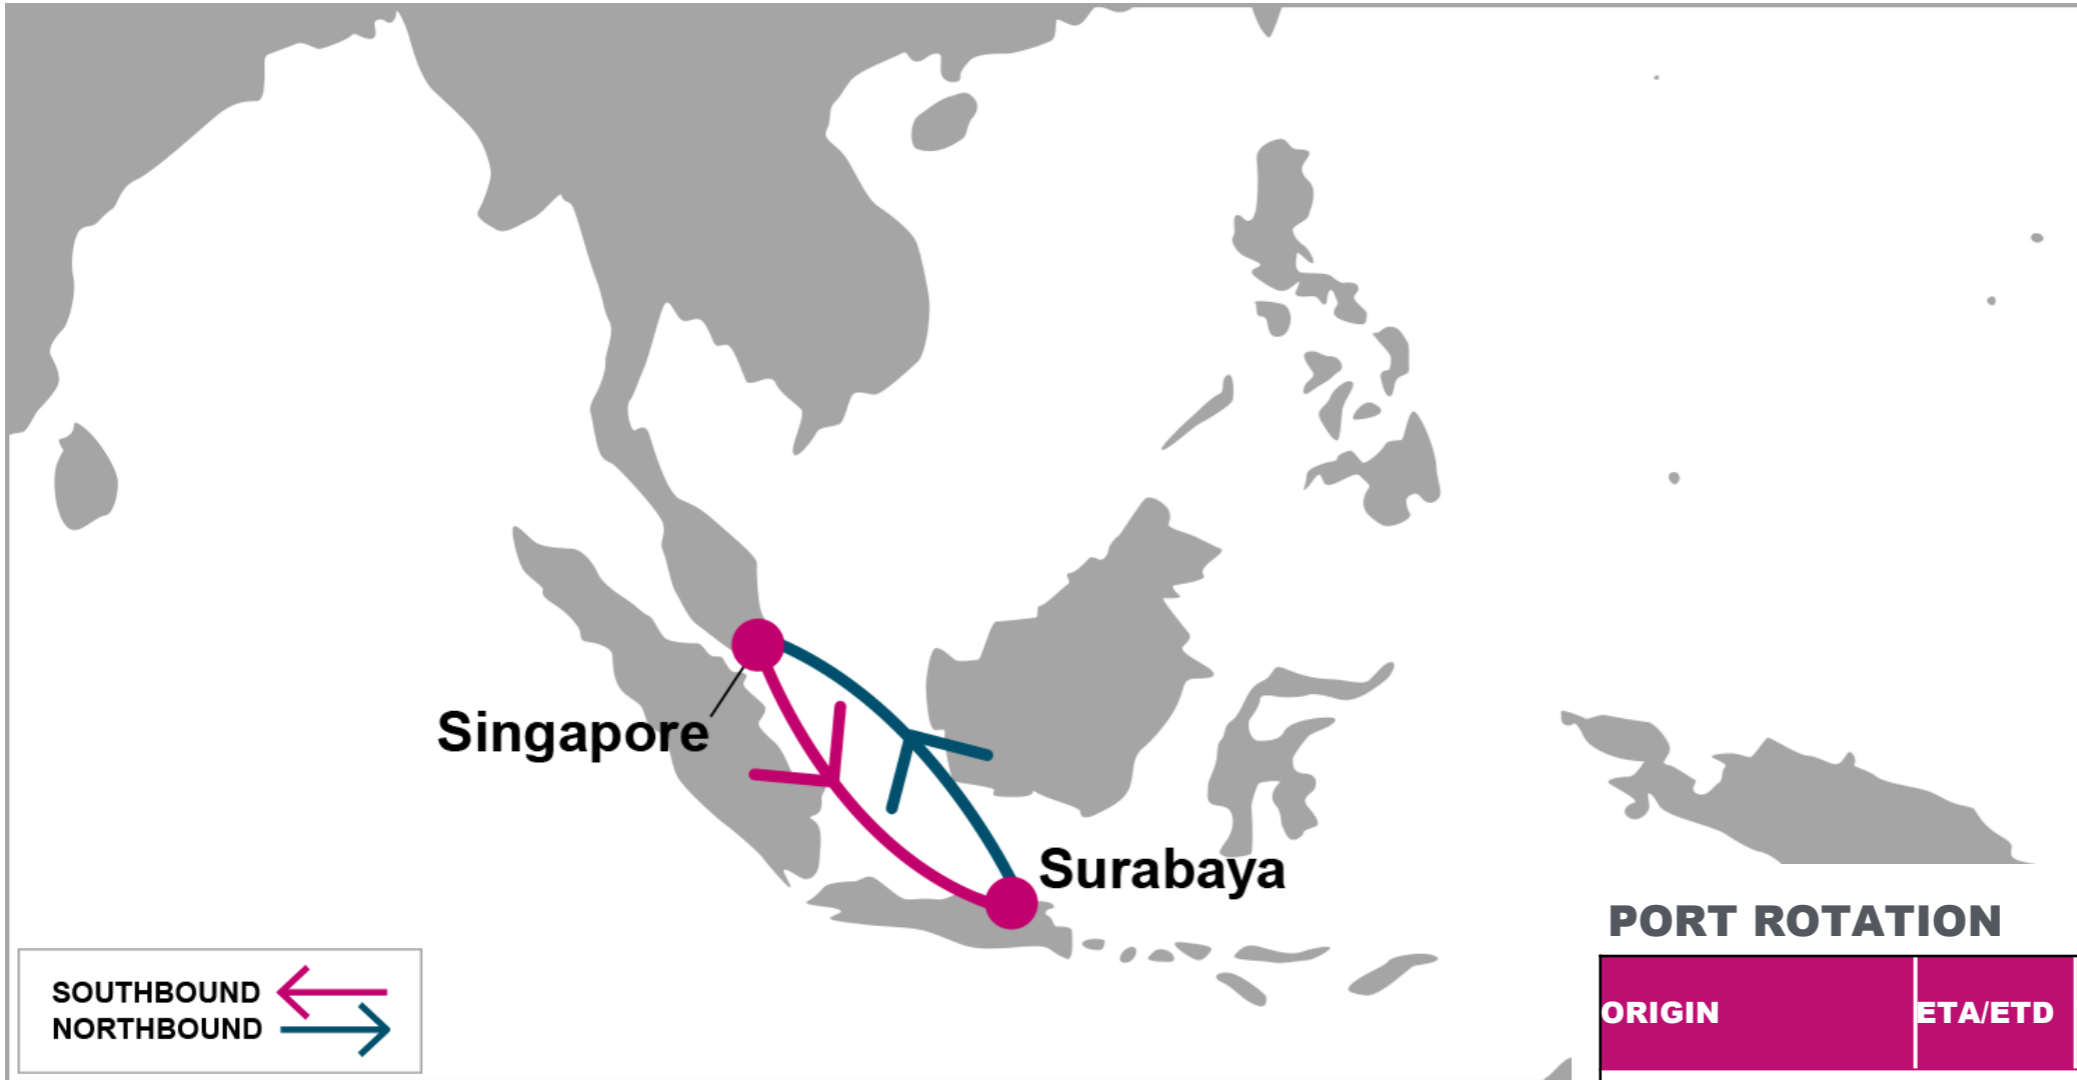 Singapore
Surabaya
PORT ROTATION
ORIGIN ETA/ETD
SOUTHBOUND
NORTHBOUND